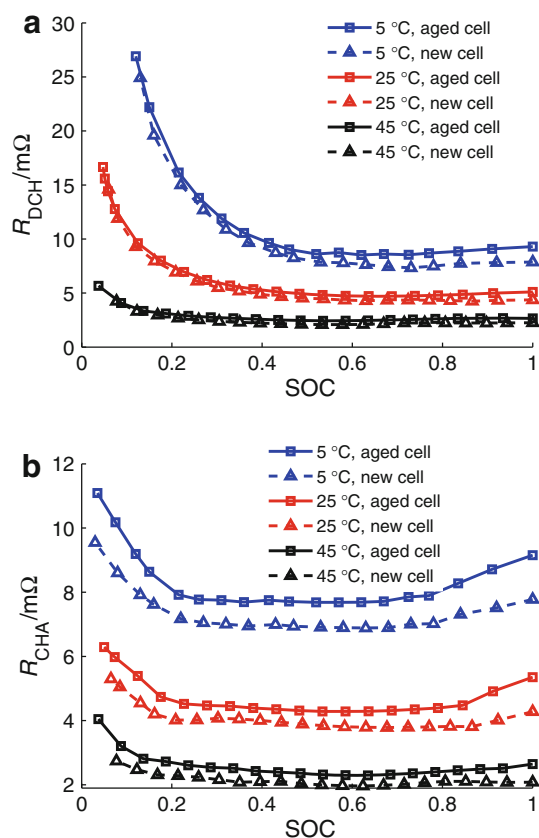 a
30
25
20
15
10
5
0
R_DCH/mΩ
5 °C, aged cell
5 °C, new cell
25 °C, aged cell
25 °C, new cell
45 °C, aged cell
45 °C, new cell
0 0.2 0.4 0.6 0.8 1
SOC
b
12
10
8
6
4
2
R_CHA/mΩ
5 °C, aged cell
5 °C, new cell
25 °C, aged cell
25 °C, new cell
45 °C, aged cell
45 °C, new cell
0 0.2 0.4 0.6 0.8 1
SOC